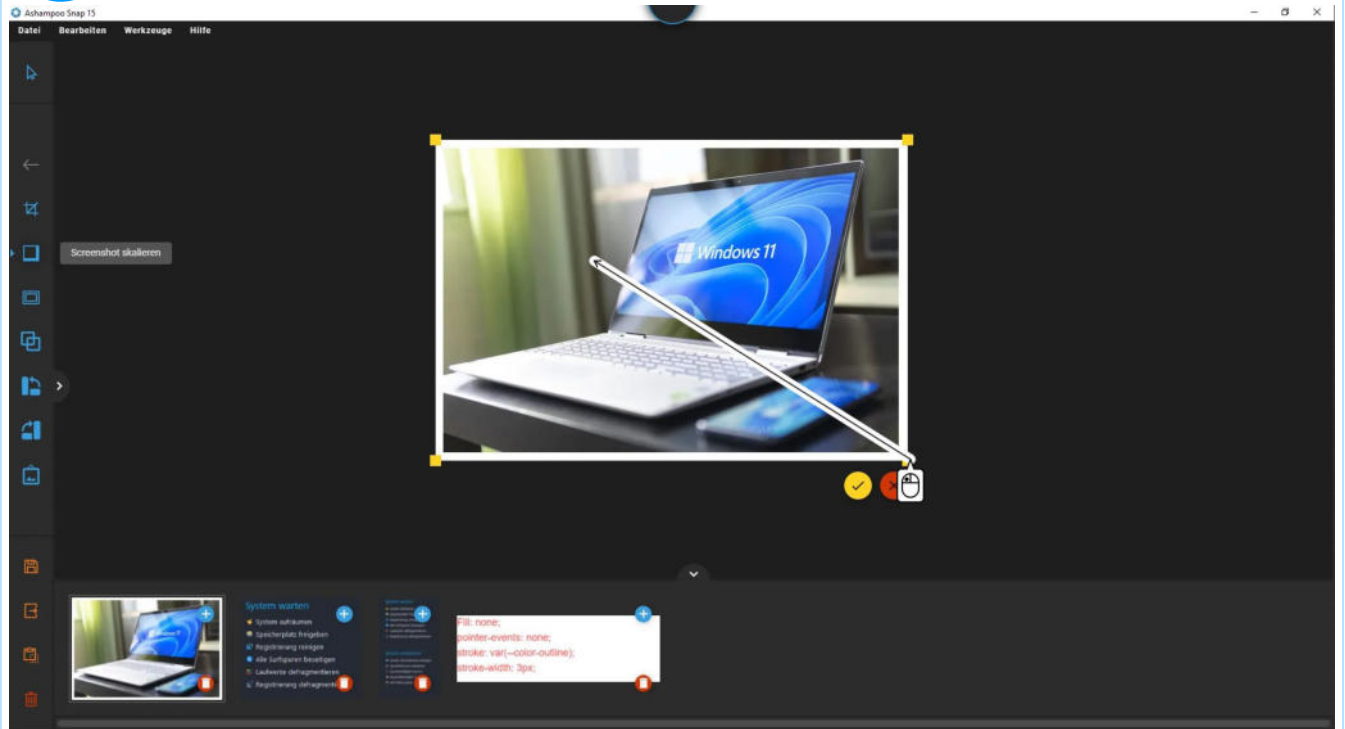 Ashampoo Snap 15
Datei Bearbeiten Werkzeuge Hilfe
Windows 11
Screenshot skalieren
System warten
System aufräumen
Speicherplatz freigeben
Registrierung reinigen
Alle Surfspuren beseitigen
Laufwerke defragmentieren
Registrierung defragmenti
Fill: none;
pointer-events: none;
stroke: var(--color-outline);
stroke-width: 3px;